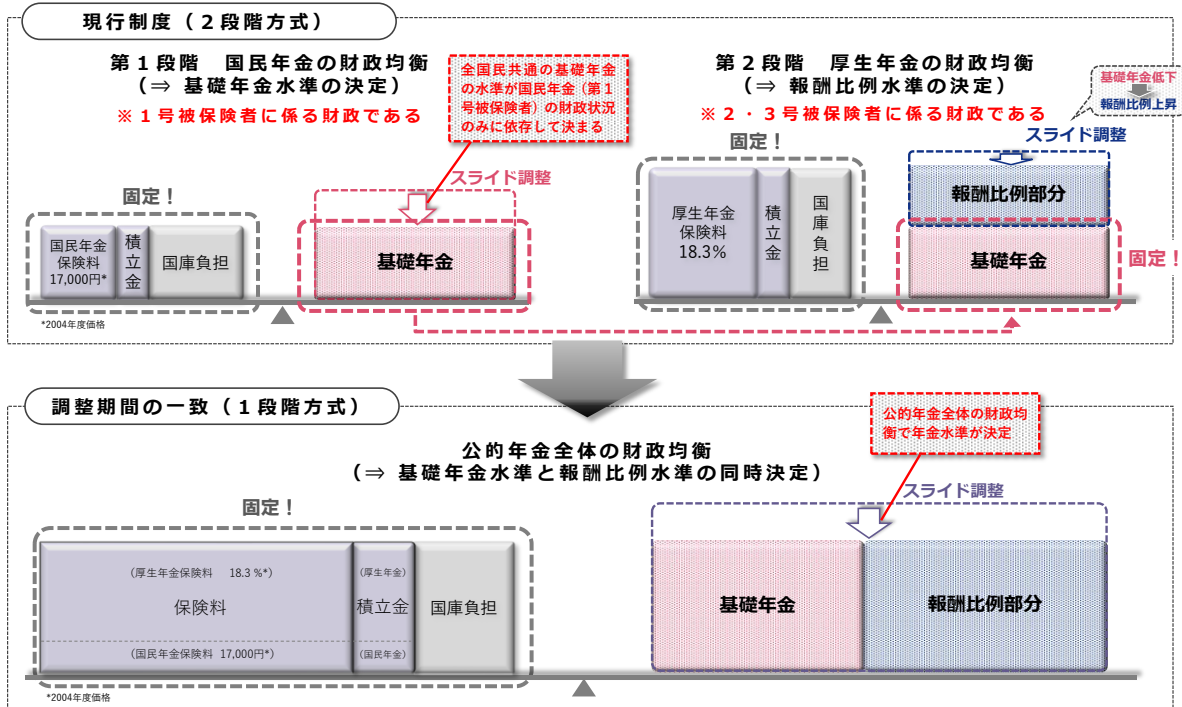 現行制度（２段階方式）
第１段階　国民年金の財政均衡
（⇒ 基礎年金水準の決定）
※１号被保険者に係る財政である
全国民共通の基礎年金
の水準が国民年金（第１
号被保険者）の財政状況
のみに依存して決まる
スライド調整
固定！
国民年金
保険料
17,000円*
積立金
国庫負担
基礎年金
*2004年度価格
第２段階　厚生年金の財政均衡
（⇒ 報酬比例水準の決定）
※２・３号被保険者に係る財政である
基礎年金低下
報酬比例上昇
スライド調整
固定！
厚生年金
保険料
18.3%
積立金
国庫負担
報酬比例部分
基礎年金
固定！
調整期間の一致（１段階方式）
公的年金全体の財政均衡
（⇒ 基礎年金水準と報酬比例水準の同時決定）
公的年金全体の財政均
衡で年金水準が決定
スライド調整
固定！
（厚生年金保険料　18.3 %*）
保険料
（国民年金保険料 17,000円*）
（厚生年金）
積立金
（国民年金）
国庫負担
基礎年金
報酬比例部分
*2004年度価格